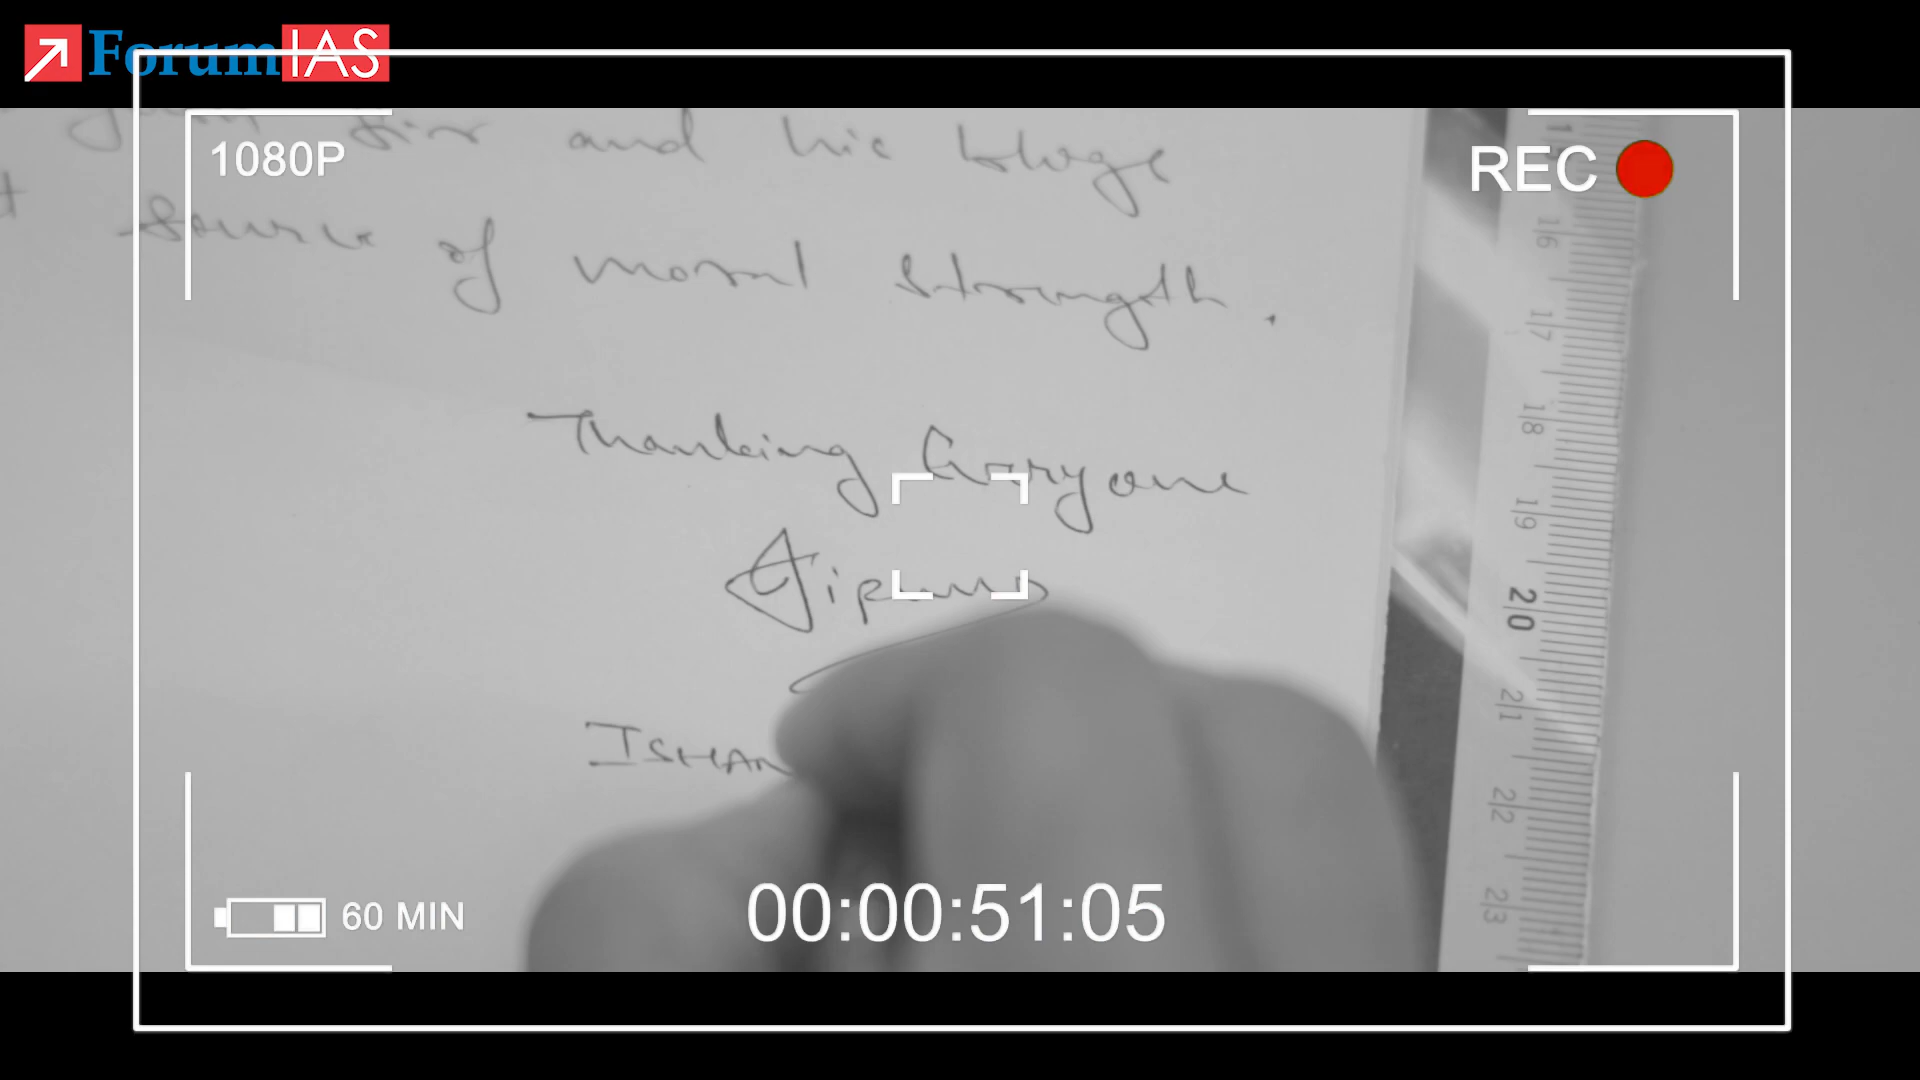 ForumIAS
1080P
REC
sir and his blogs
source of moral strength.
Thanking Everyone
ISHAN
16
17
18
19
20
21
22
23
60 MIN
00:00:51:05